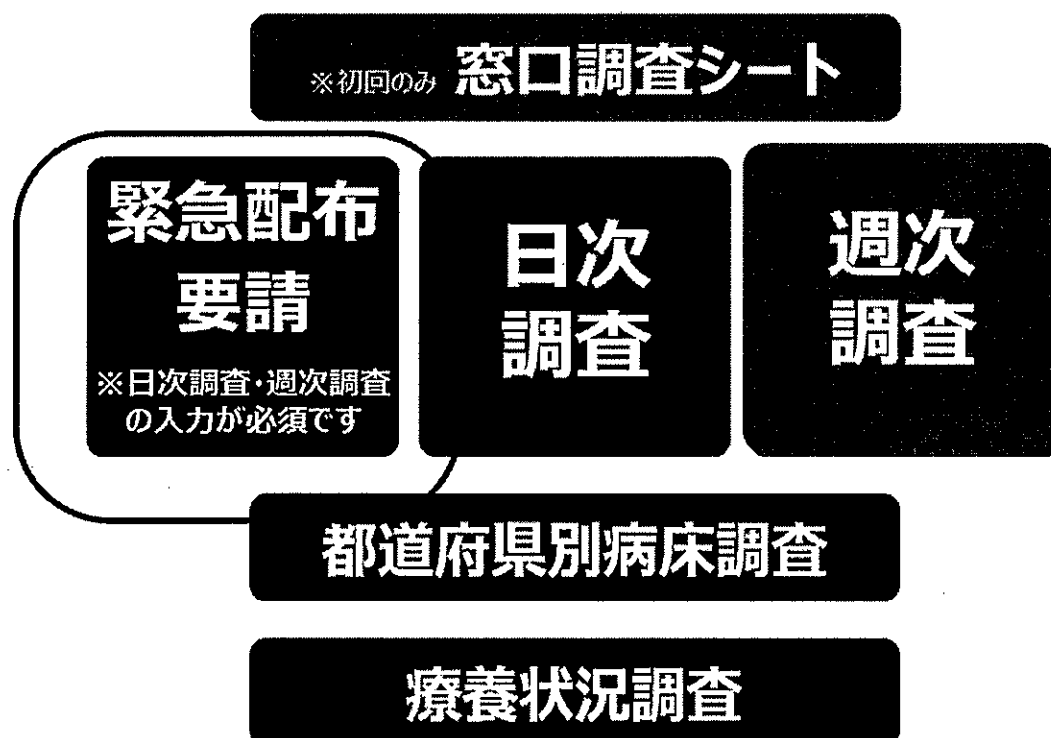 ※初回のみ 窓口調査シート
緊急配布
要請
※日次調査・週次調査
の入力が必須です
日次
調査
週次
調査
都道府県別病床調査
療養状況調査